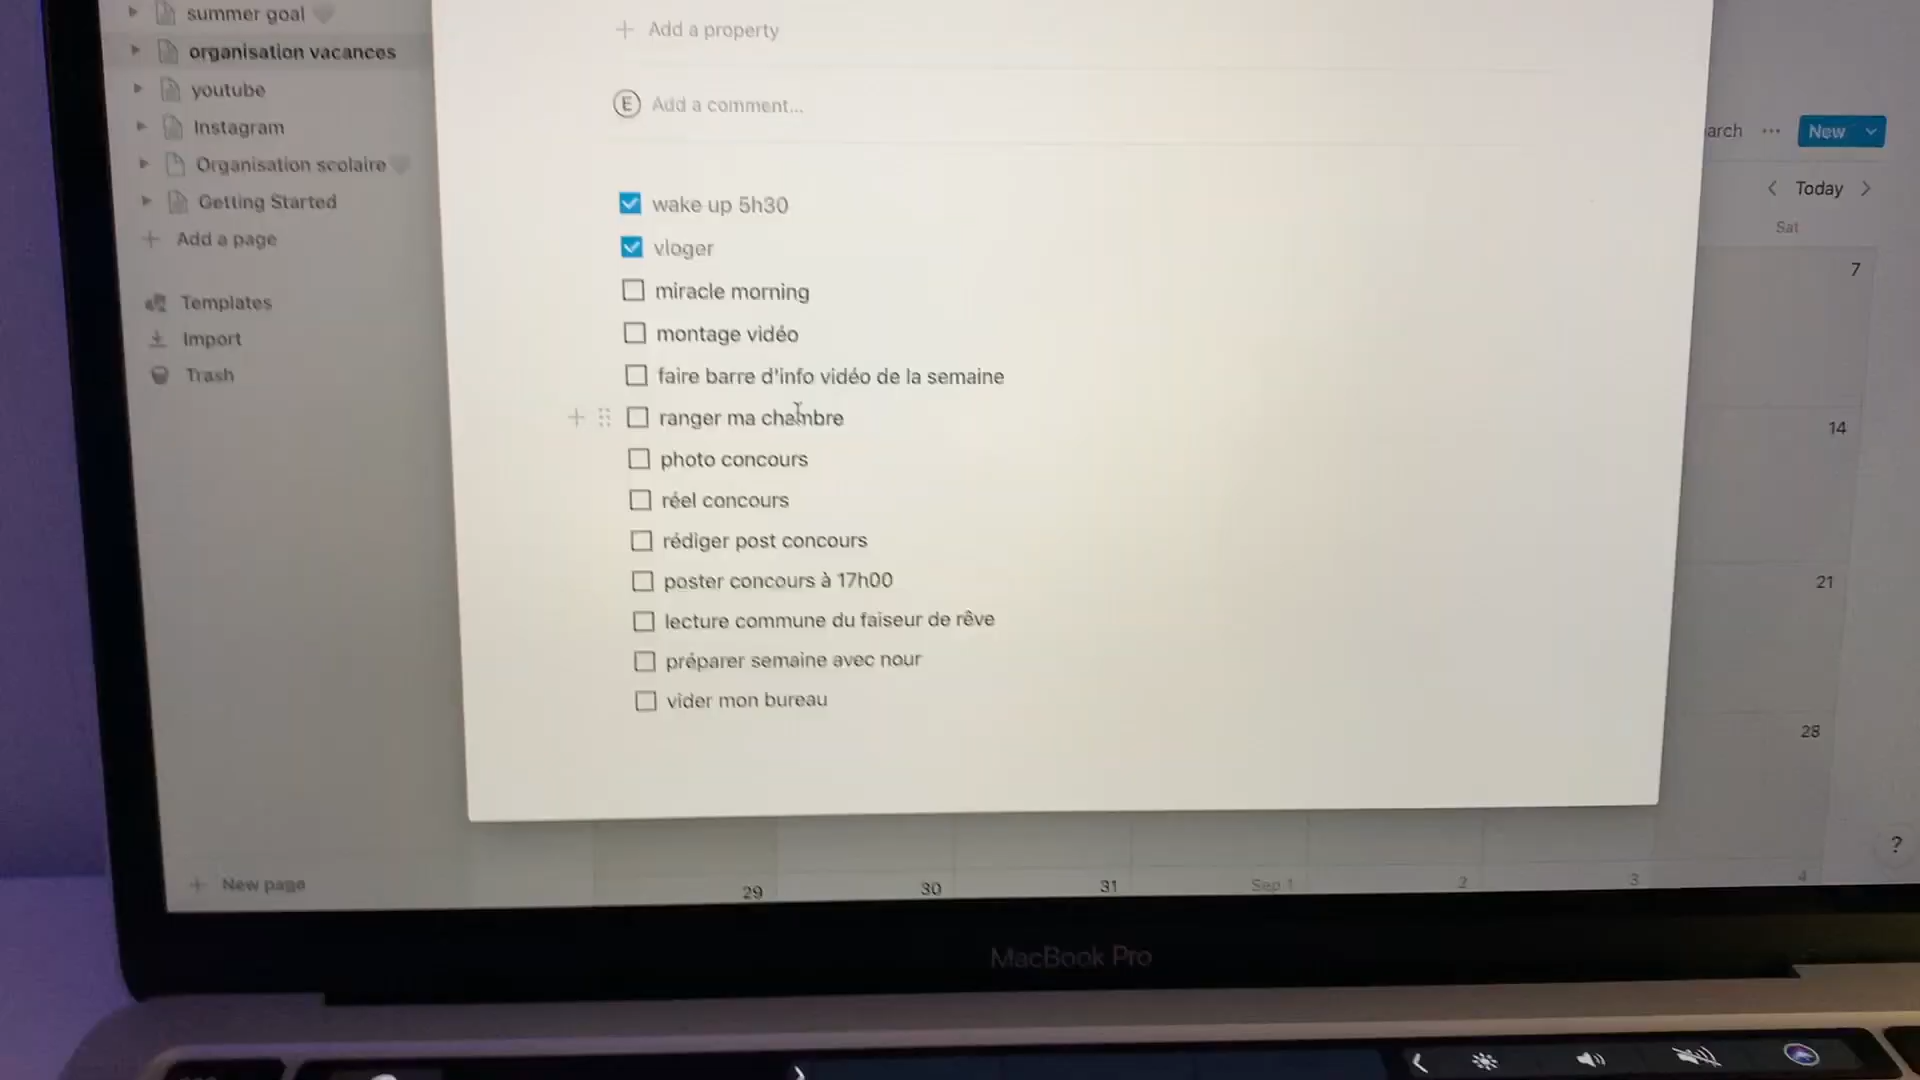 summer goal
organisation vacances
youtube
Instagram
Organisation scolaire
Getting Started
Add a page
Templates
Import
Trash
New page
Add a property
E Add a comment...
wake up 5h30
vloger
miracle morning
montage vidéo
faire barre d'info vidéo de la semaine
ranger ma chambre
photo concours
réel concours
rédiger post concours
poster concours à 17h00
lecture commune du faiseur de rêve
préparer semaine avec nour
vider mon bureau
arch ... New
Today
Sat
7
14
21
28
?
29 30 31 Sep 1 2 3 4
MacBook Pro